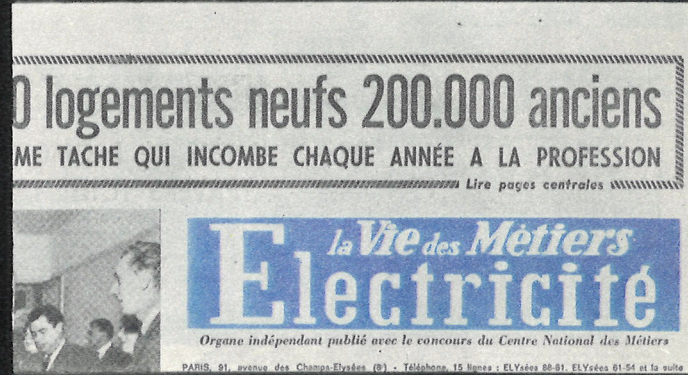 0 logements neufs 200.000 anciens
ME TACHE QUI INCOMBE CHAQUE ANNÉE A LA PROFESSION
Lire pages centrales
la Vie des Métiers
Electricité
Organe indépendant publié avec le concours du Centre National des Métiers
PARIS, 91, avenue des Champs-Elysées (8ᵉ) - Téléphone, 15 lignes : ELYsées 88-61. ELYsées 61-54 et la suite